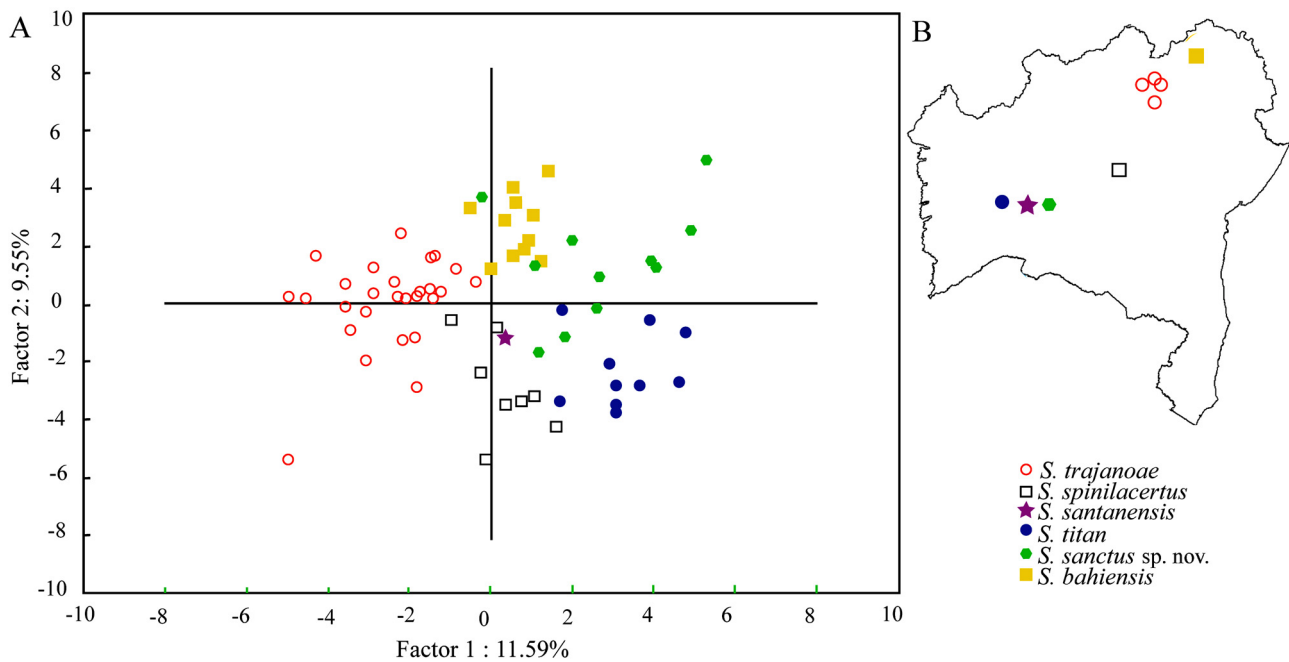 A
B
10
8
6
4
2
0
-2
-4
-6
-8
-10
Factor 2: 9.55%
-10
-8
-6
-4
-2
0
2
4
6
8
10
Factor 1 : 11.59%
S. trajanoae
S. spinilacertus
S. santanensis
S. titan
S. sanctus sp. nov.
S. bahiensis